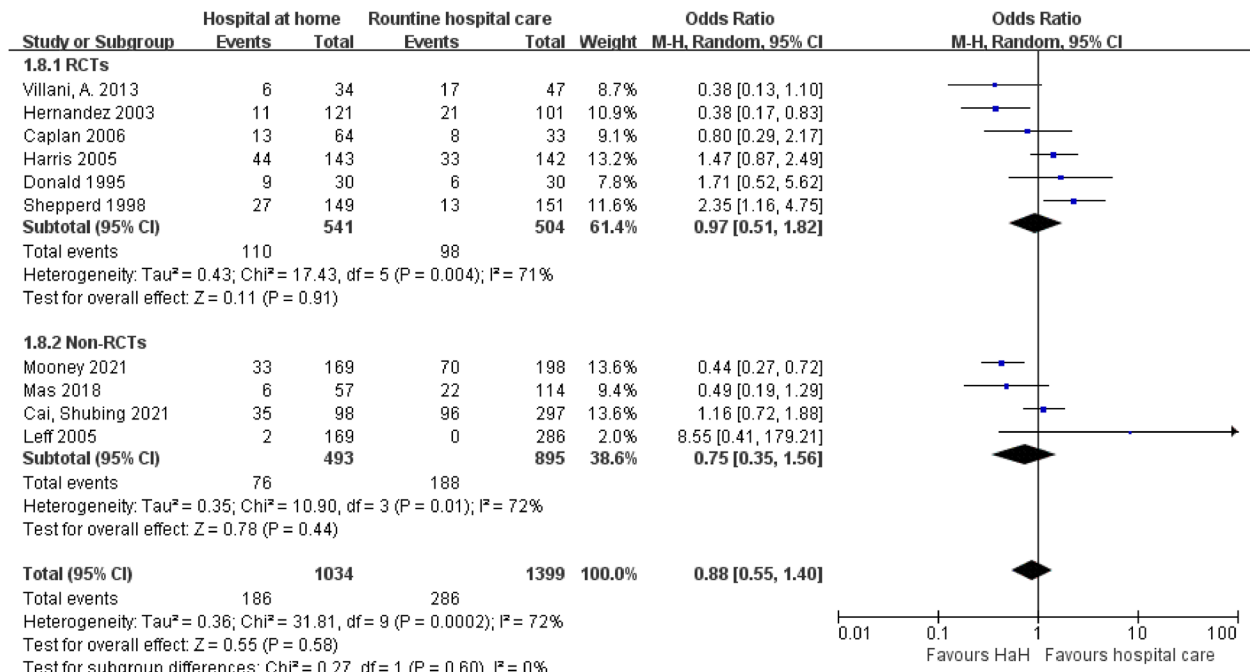 Hospital at home Rountine hospital care Odds Ratio Odds Ratio
Study or Subgroup Events Total Events Total Weight M-H, Random, 95% CI M-H, Random, 95% CI
1.8.1 RCTs
Villani, A. 2013 6 34 17 47 8.7% 0.38 [0.13, 1.10]
Hernandez 2003 11 121 21 101 10.9% 0.38 [0.17, 0.83]
Caplan 2006 13 64 8 33 9.1% 0.80 [0.29, 2.17]
Harris 2005 44 143 33 142 13.2% 1.47 [0.87, 2.49]
Donald 1995 9 30 6 30 7.8% 1.71 [0.52, 5.62]
Shepperd 1998 27 149 13 151 11.6% 2.35 [1.16, 4.75]
Subtotal (95% CI) 541 504 61.4% 0.97 [0.51, 1.82]
Total events 110 98
Heterogeneity: Tau² = 0.43; Chi² = 17.43, df = 5 (P = 0.004); I² = 71%
Test for overall effect: Z = 0.11 (P = 0.91)
1.8.2 Non-RCTs
Mooney 2021 33 169 70 198 13.6% 0.44 [0.27, 0.72]
Mas 2018 6 57 22 114 9.4% 0.49 [0.19, 1.29]
Cai, Shubing 2021 35 98 96 297 13.6% 1.16 [0.72, 1.88]
Leff 2005 2 169 0 286 2.0% 8.55 [0.41, 179.21]
Subtotal (95% CI) 493 895 38.6% 0.75 [0.35, 1.56]
Total events 76 188
Heterogeneity: Tau² = 0.35; Chi² = 10.90, df = 3 (P = 0.01); I² = 72%
Test for overall effect: Z = 0.78 (P = 0.44)
Total (95% CI) 1034 1399 100.0% 0.88 [0.55, 1.40]
Total events 186 286
Heterogeneity: Tau² = 0.36; Chi² = 31.81, df = 9 (P = 0.0002); I² = 72%
Test for overall effect: Z = 0.55 (P = 0.58)
Test for subgroup differences: Chi² = 0.27, df = 1 (P = 0.60), I² = 0%
0.01 0.1 1 10 100
Favours HaH Favours hospital care